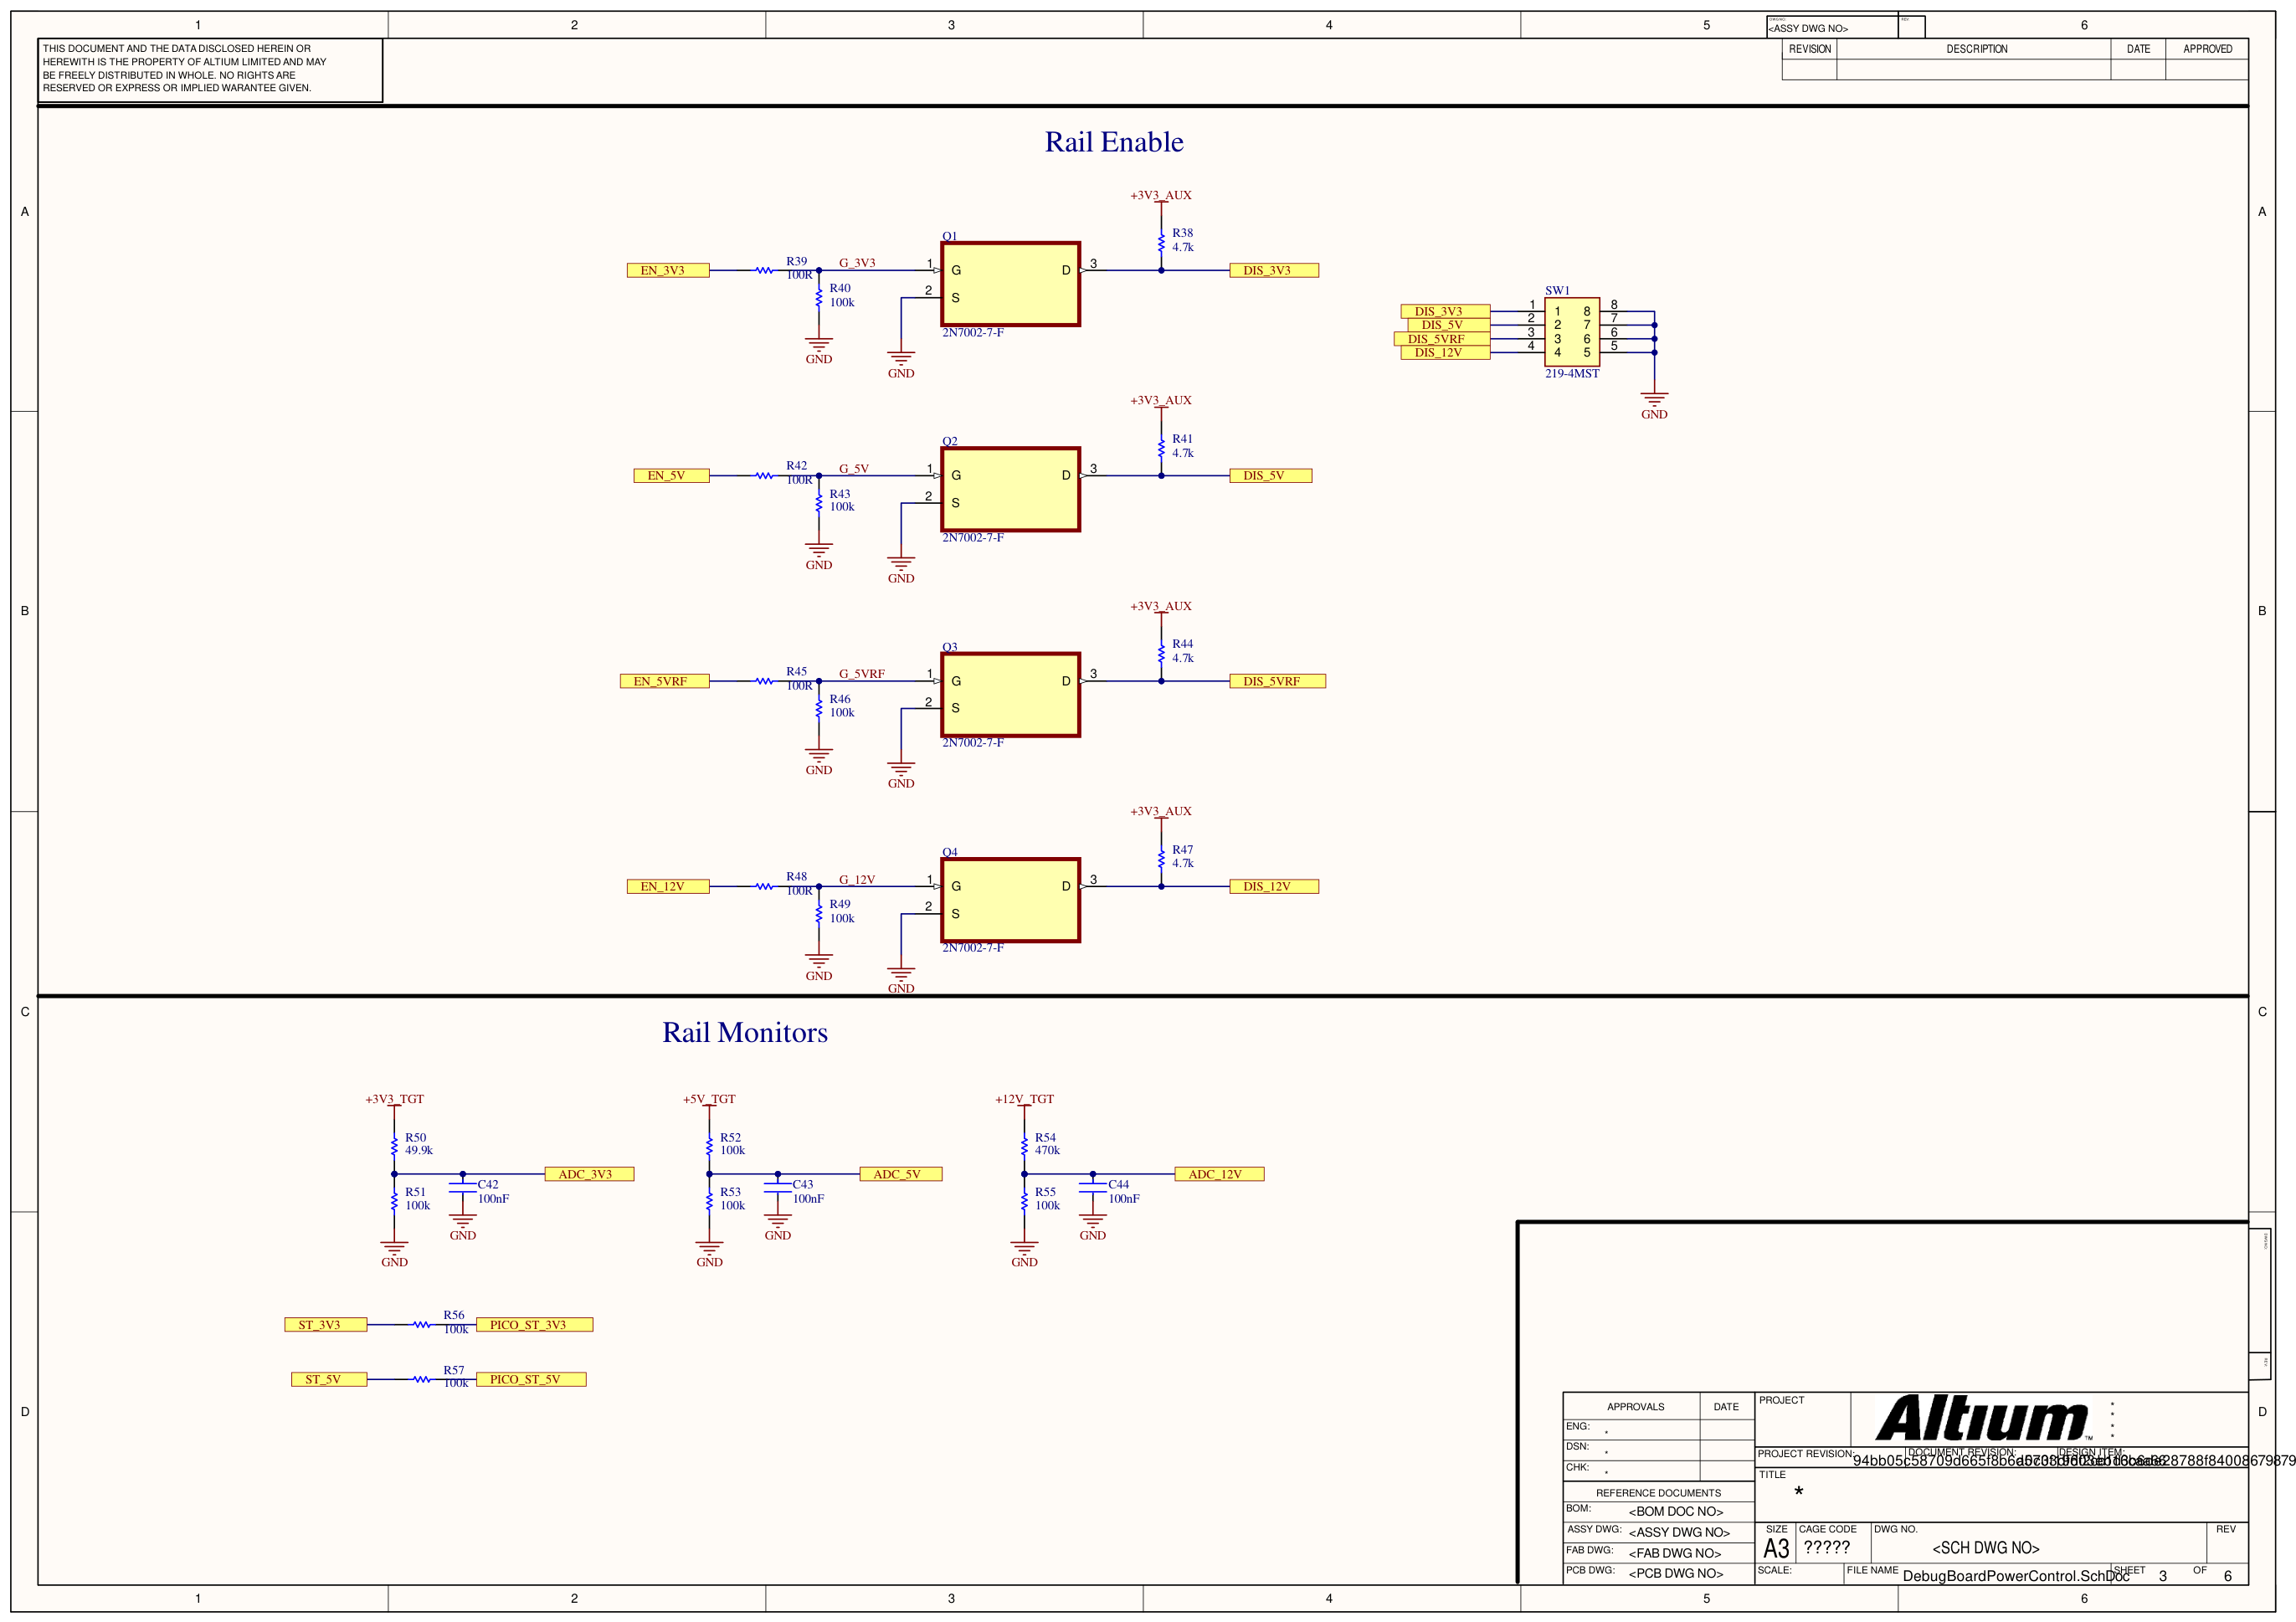 1 2 3 4 5 6
<ASSY DWG NO>
THIS DOCUMENT AND THE DATA DISCLOSED HEREIN OR
HEREWITH IS THE PROPERTY OF ALTIUM LIMITED AND MAY
BE FREELY DISTRIBUTED IN WHOLE. NO RIGHTS ARE
RESERVED OR EXPRESS OR IMPLIED WARANTEE GIVEN.
REVISION DESCRIPTION DATE APPROVED
Rail Enable
A A
+3V3_AUX
R38
4.7k
Q1
EN_3V3 R39 100R G_3V3 1 G D 3 DIS_3V3
R40
100k
2 S
2N7002-7-F
GND
GND
SW1
DIS_3V3 1 1 8 8
DIS_5V 2 2 7 7
DIS_5VRF 3 3 6 6
DIS_12V 4 4 5 5
219-4MST
GND
+3V3_AUX
R41
4.7k
Q2
EN_5V R42 100R G_5V 1 G D 3 DIS_5V
R43
100k
2 S
2N7002-7-F
GND
GND
B B
+3V3_AUX
R44
4.7k
Q3
EN_5VRF R45 100R G_5VRF 1 G D 3 DIS_5VRF
R46
100k
2 S
2N7002-7-F
GND
GND
+3V3_AUX
R47
4.7k
Q4
EN_12V R48 100R G_12V 1 G D 3 DIS_12V
R49
100k
2 S
2N7002-7-F
GND
GND
C C
Rail Monitors
+3V3_TGT
R50
49.9k
ADC_3V3
R51
100k
C42
100nF
GND
GND
+5V_TGT
R52
100k
ADC_5V
R53
100k
C43
100nF
GND
GND
+12V_TGT
R54
470k
ADC_12V
R55
100k
C44
100nF
GND
GND
ST_3V3 R56 100k PICO_ST_3V3
ST_5V R57 100k PICO_ST_5V
D D
APPROVALS DATE
ENG: *
DSN: *
CHK: *
REFERENCE DOCUMENTS
BOM: <BOM DOC NO>
ASSY DWG: <ASSY DWG NO>
FAB DWG: <FAB DWG NO>
PCB DWG: <PCB DWG NO>
PROJECT
Altium ™
*
*
*
*
PROJECT REVISION: DOCUMENT REVISION: DESIGN ITEM:
TITLE
*
SIZE A3
CAGE CODE ?????
DWG NO. <SCH DWG NO>
REV
SCALE:
FILE NAME DebugBoardPowerControl.SchDoc
SHEET 3 OF 6
1 2 3 4 5 6